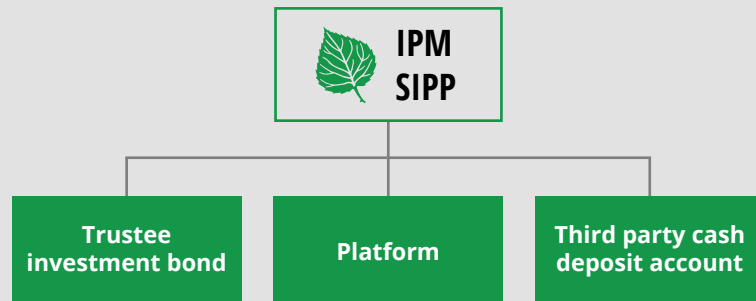 IPM
SIPP
Trustee
investment bond
Platform
Third party cash
deposit account